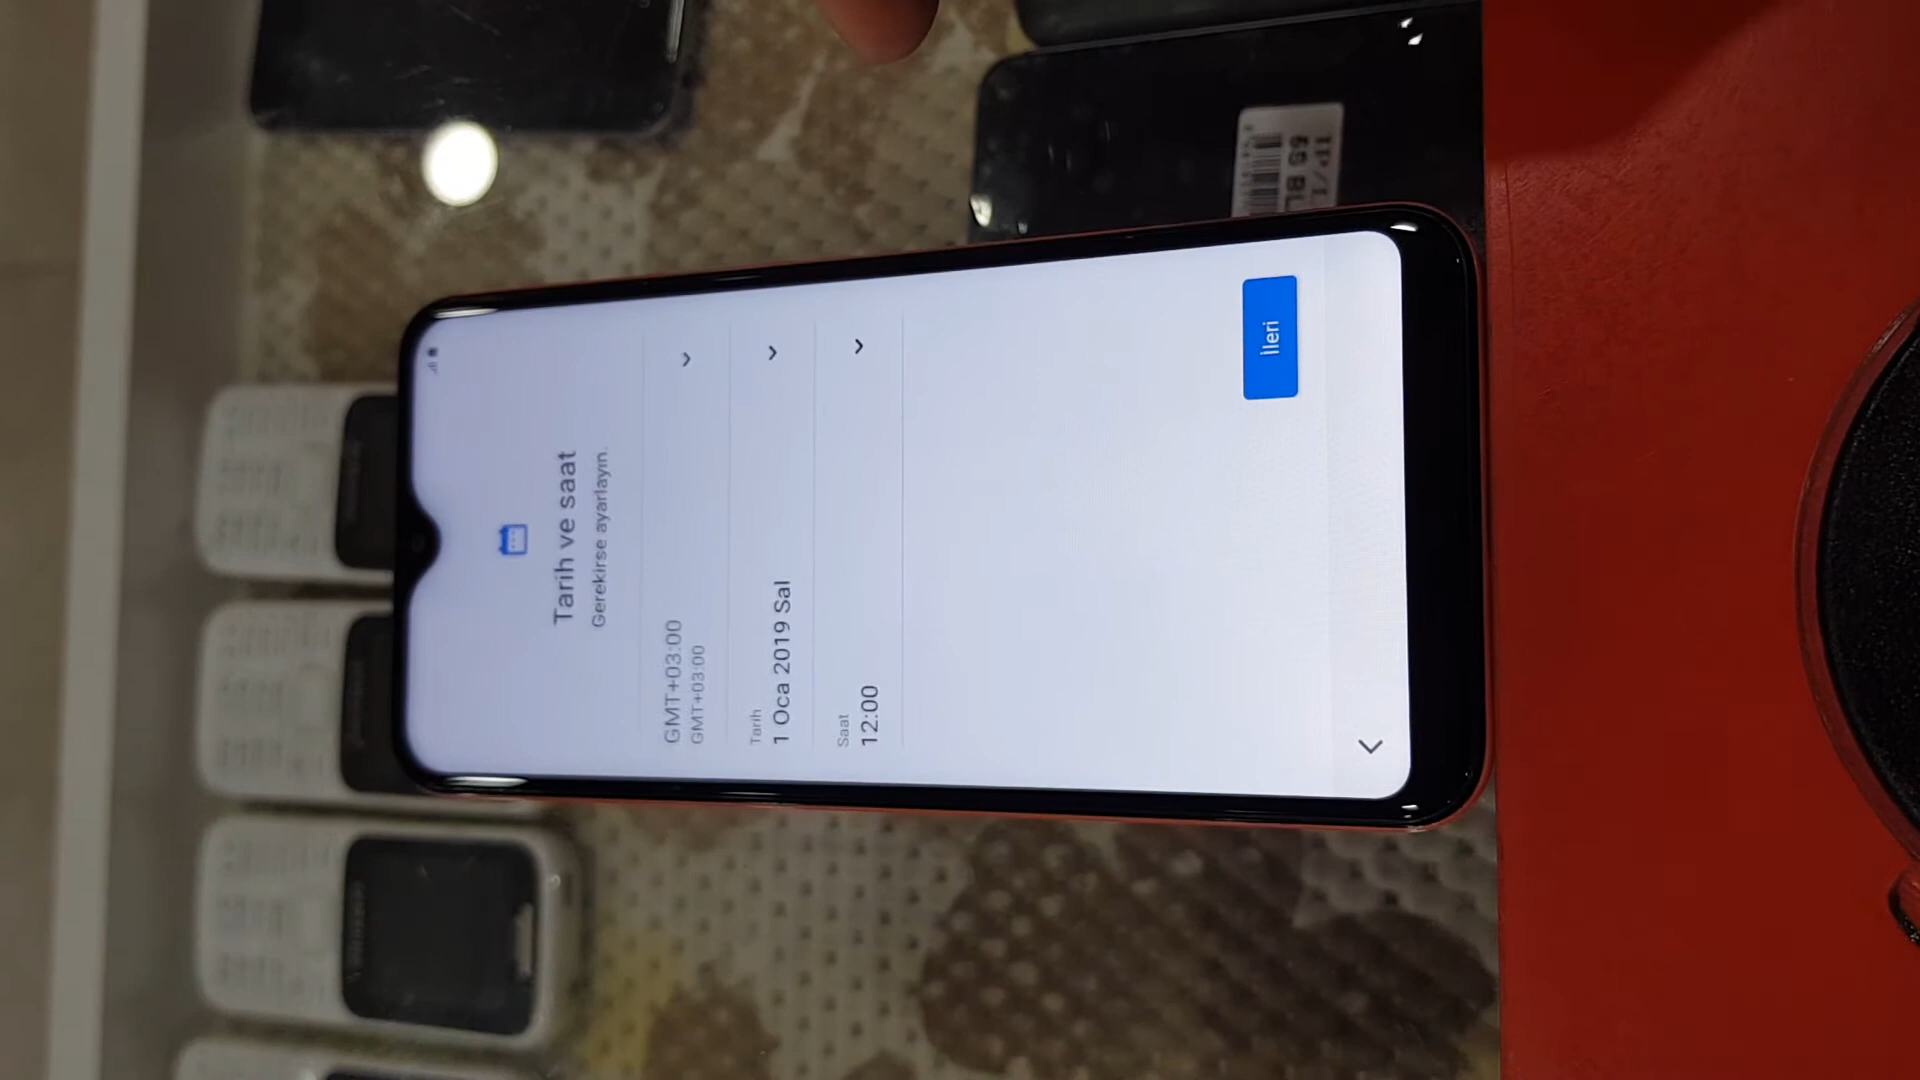 Tarih ve saat
Gerekirse ayarlayın.
GMT+03:00
GMT+03:00
Tarih
1 Oca 2019 Sal
Saat
12:00
İleri